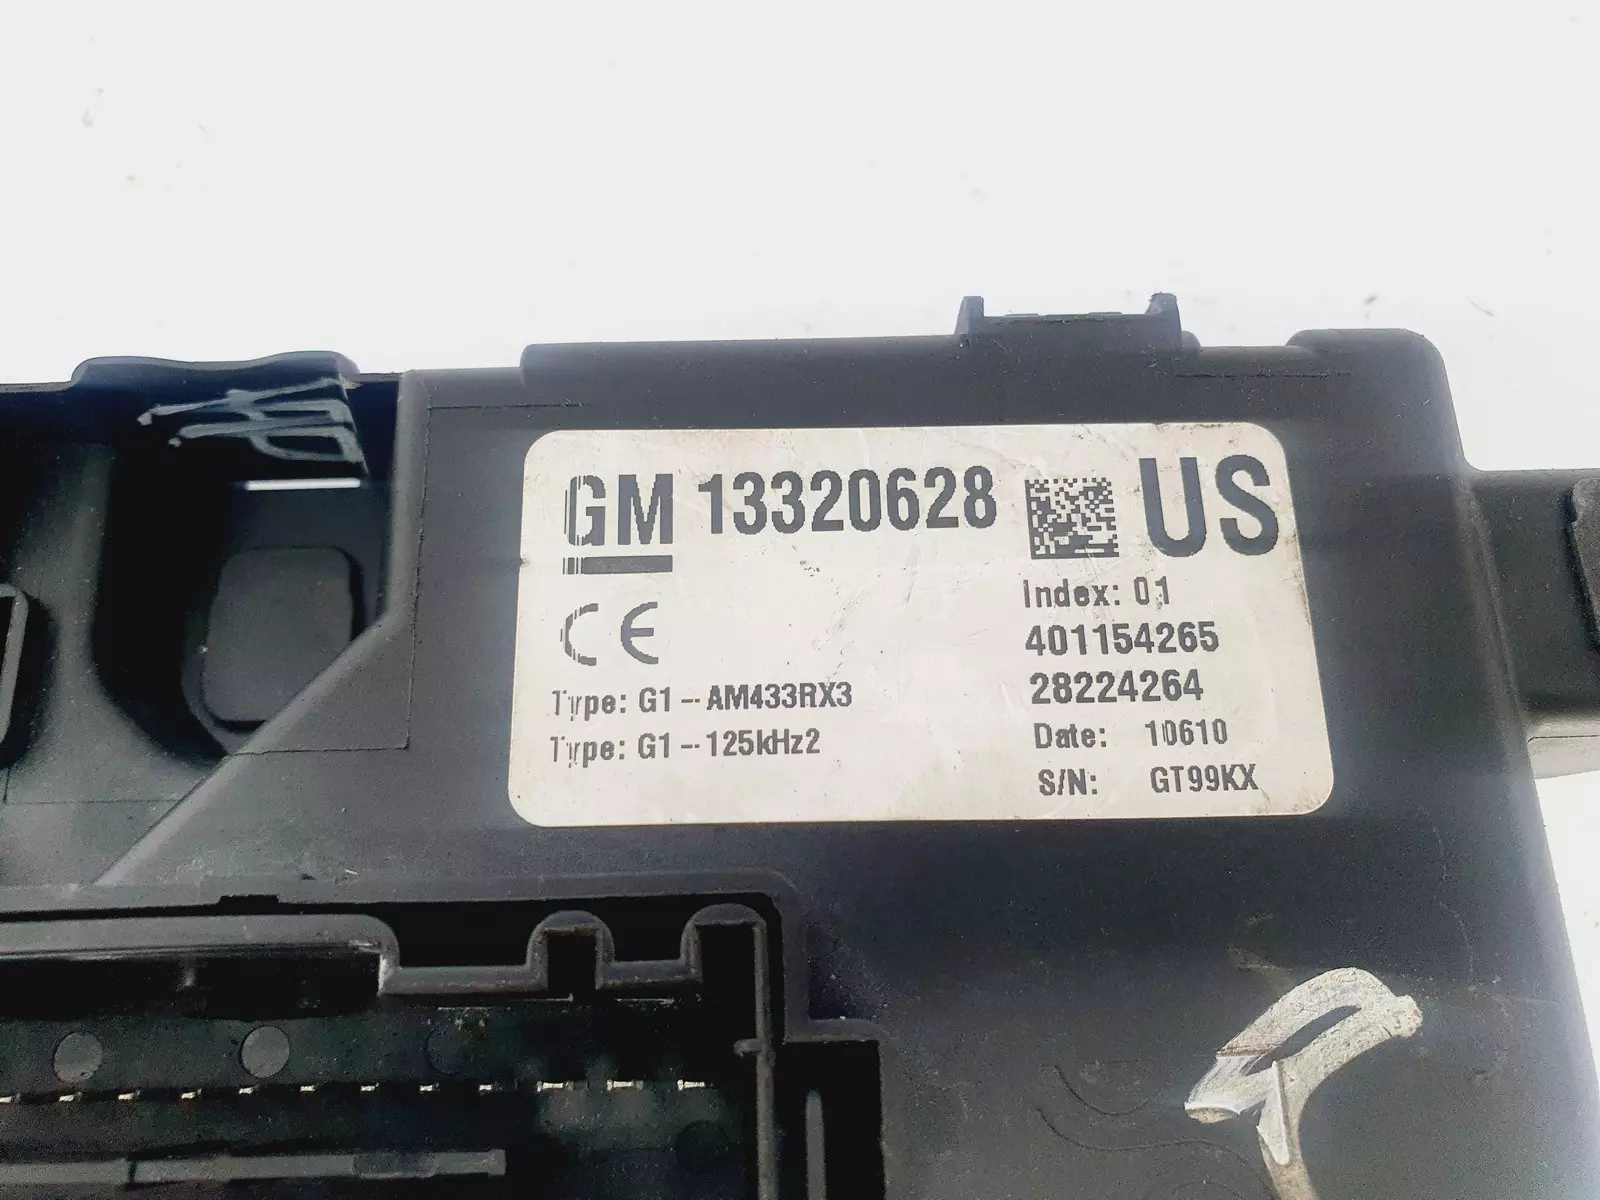 GM 13320628 US
Index: 01
CE
401154265
Type: G1--AM433RX3
28224264
Type: G1--125kHz2
Date: 10610
S/N: GT99KX